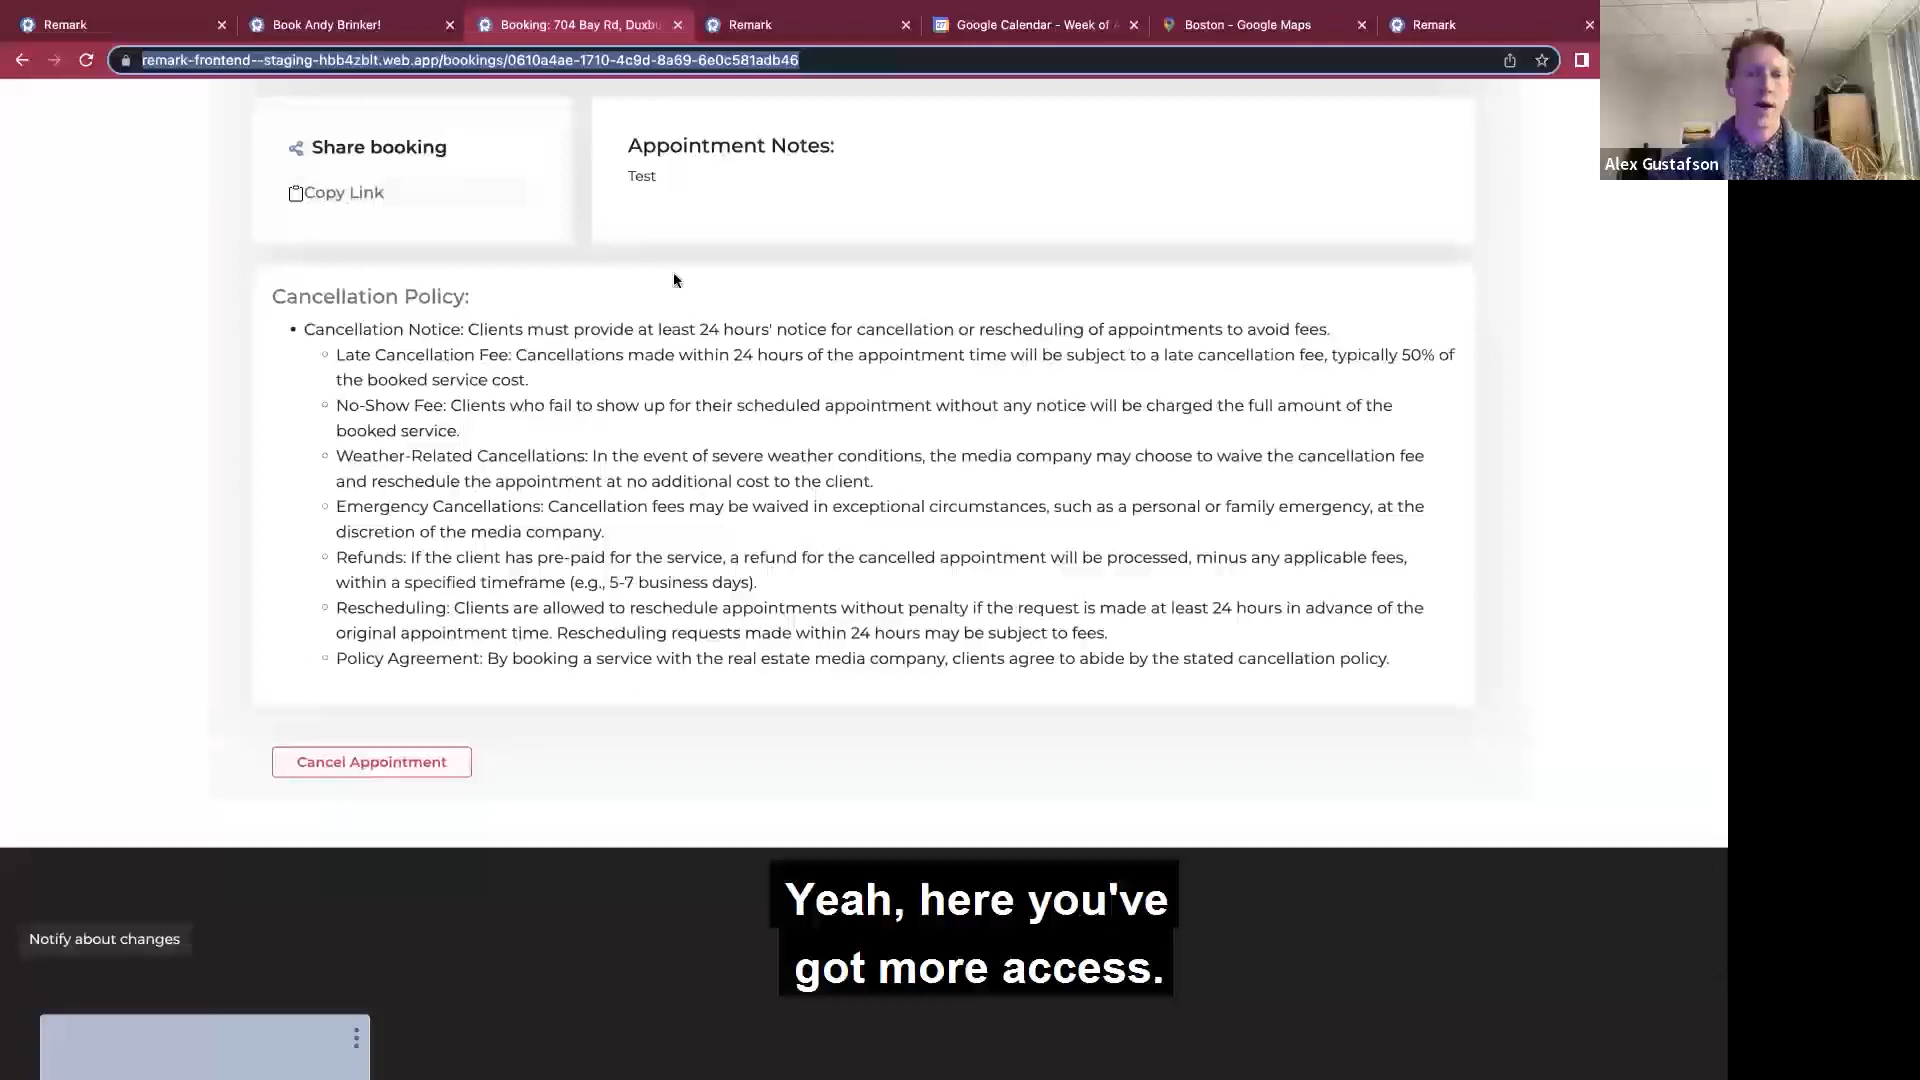 Remark
Book Andy Brinker!
Booking: 704 Bay Rd, Duxbu
Remark
Google Calendar - Week of
Boston - Google Maps
Remark
remark-frontend--staging-hbb4zblt.web.app/bookings/0610a4ae-1710-4c9d-8a69-6e0c581adb46
Alex Gustafson
Share booking
Copy Link
Appointment Notes:
Test
Cancellation Policy:
• Cancellation Notice: Clients must provide at least 24 hours' notice for cancellation or rescheduling of appointments to avoid fees.
◦ Late Cancellation Fee: Cancellations made within 24 hours of the appointment time will be subject to a late cancellation fee, typically 50% of
the booked service cost.
◦ No-Show Fee: Clients who fail to show up for their scheduled appointment without any notice will be charged the full amount of the
booked service.
◦ Weather-Related Cancellations: In the event of severe weather conditions, the media company may choose to waive the cancellation fee
and reschedule the appointment at no additional cost to the client.
◦ Emergency Cancellations: Cancellation fees may be waived in exceptional circumstances, such as a personal or family emergency, at the
discretion of the media company.
◦ Refunds: If the client has pre-paid for the service, a refund for the cancelled appointment will be processed, minus any applicable fees,
within a specified timeframe (e.g., 5-7 business days).
◦ Rescheduling: Clients are allowed to reschedule appointments without penalty if the request is made at least 24 hours in advance of the
original appointment time. Rescheduling requests made within 24 hours may be subject to fees.
◦ Policy Agreement: By booking a service with the real estate media company, clients agree to abide by the stated cancellation policy.
Cancel Appointment
Yeah, here you've
got more access.
Notify about changes